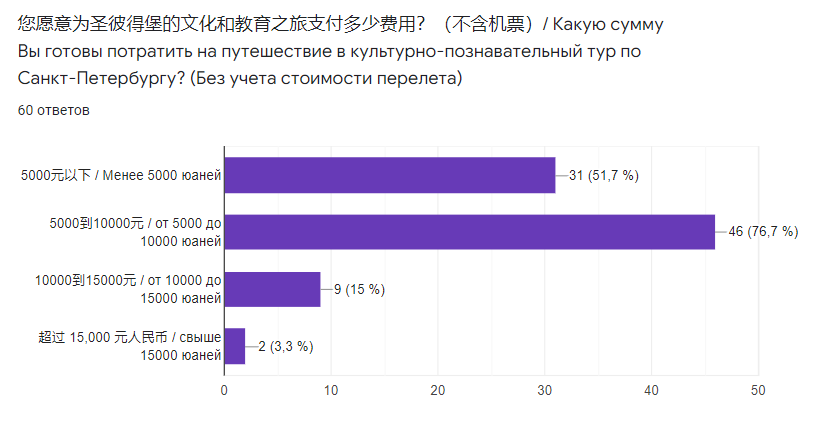 您愿意为圣彼得堡的文化和教育之旅支付多少费用？（不含机票）/ Какую сумму
Вы готовы потратить на путешествие в культурно-познавательный тур по
Санкт-Петербургу? (Без учета стоимости перелета)
60 ответов
5000元以下 / Менее 5000 юаней
31 (51,7 %)
5000到10000元 / от 5000 до
10000 юаней
46 (76,7 %)
10000到15000元 / от 10000 до
15000 юаней
9 (15 %)
超过 15,000 元人民币 / свыше
15000 юаней
2 (3,3 %)
0 10 20 30 40 50